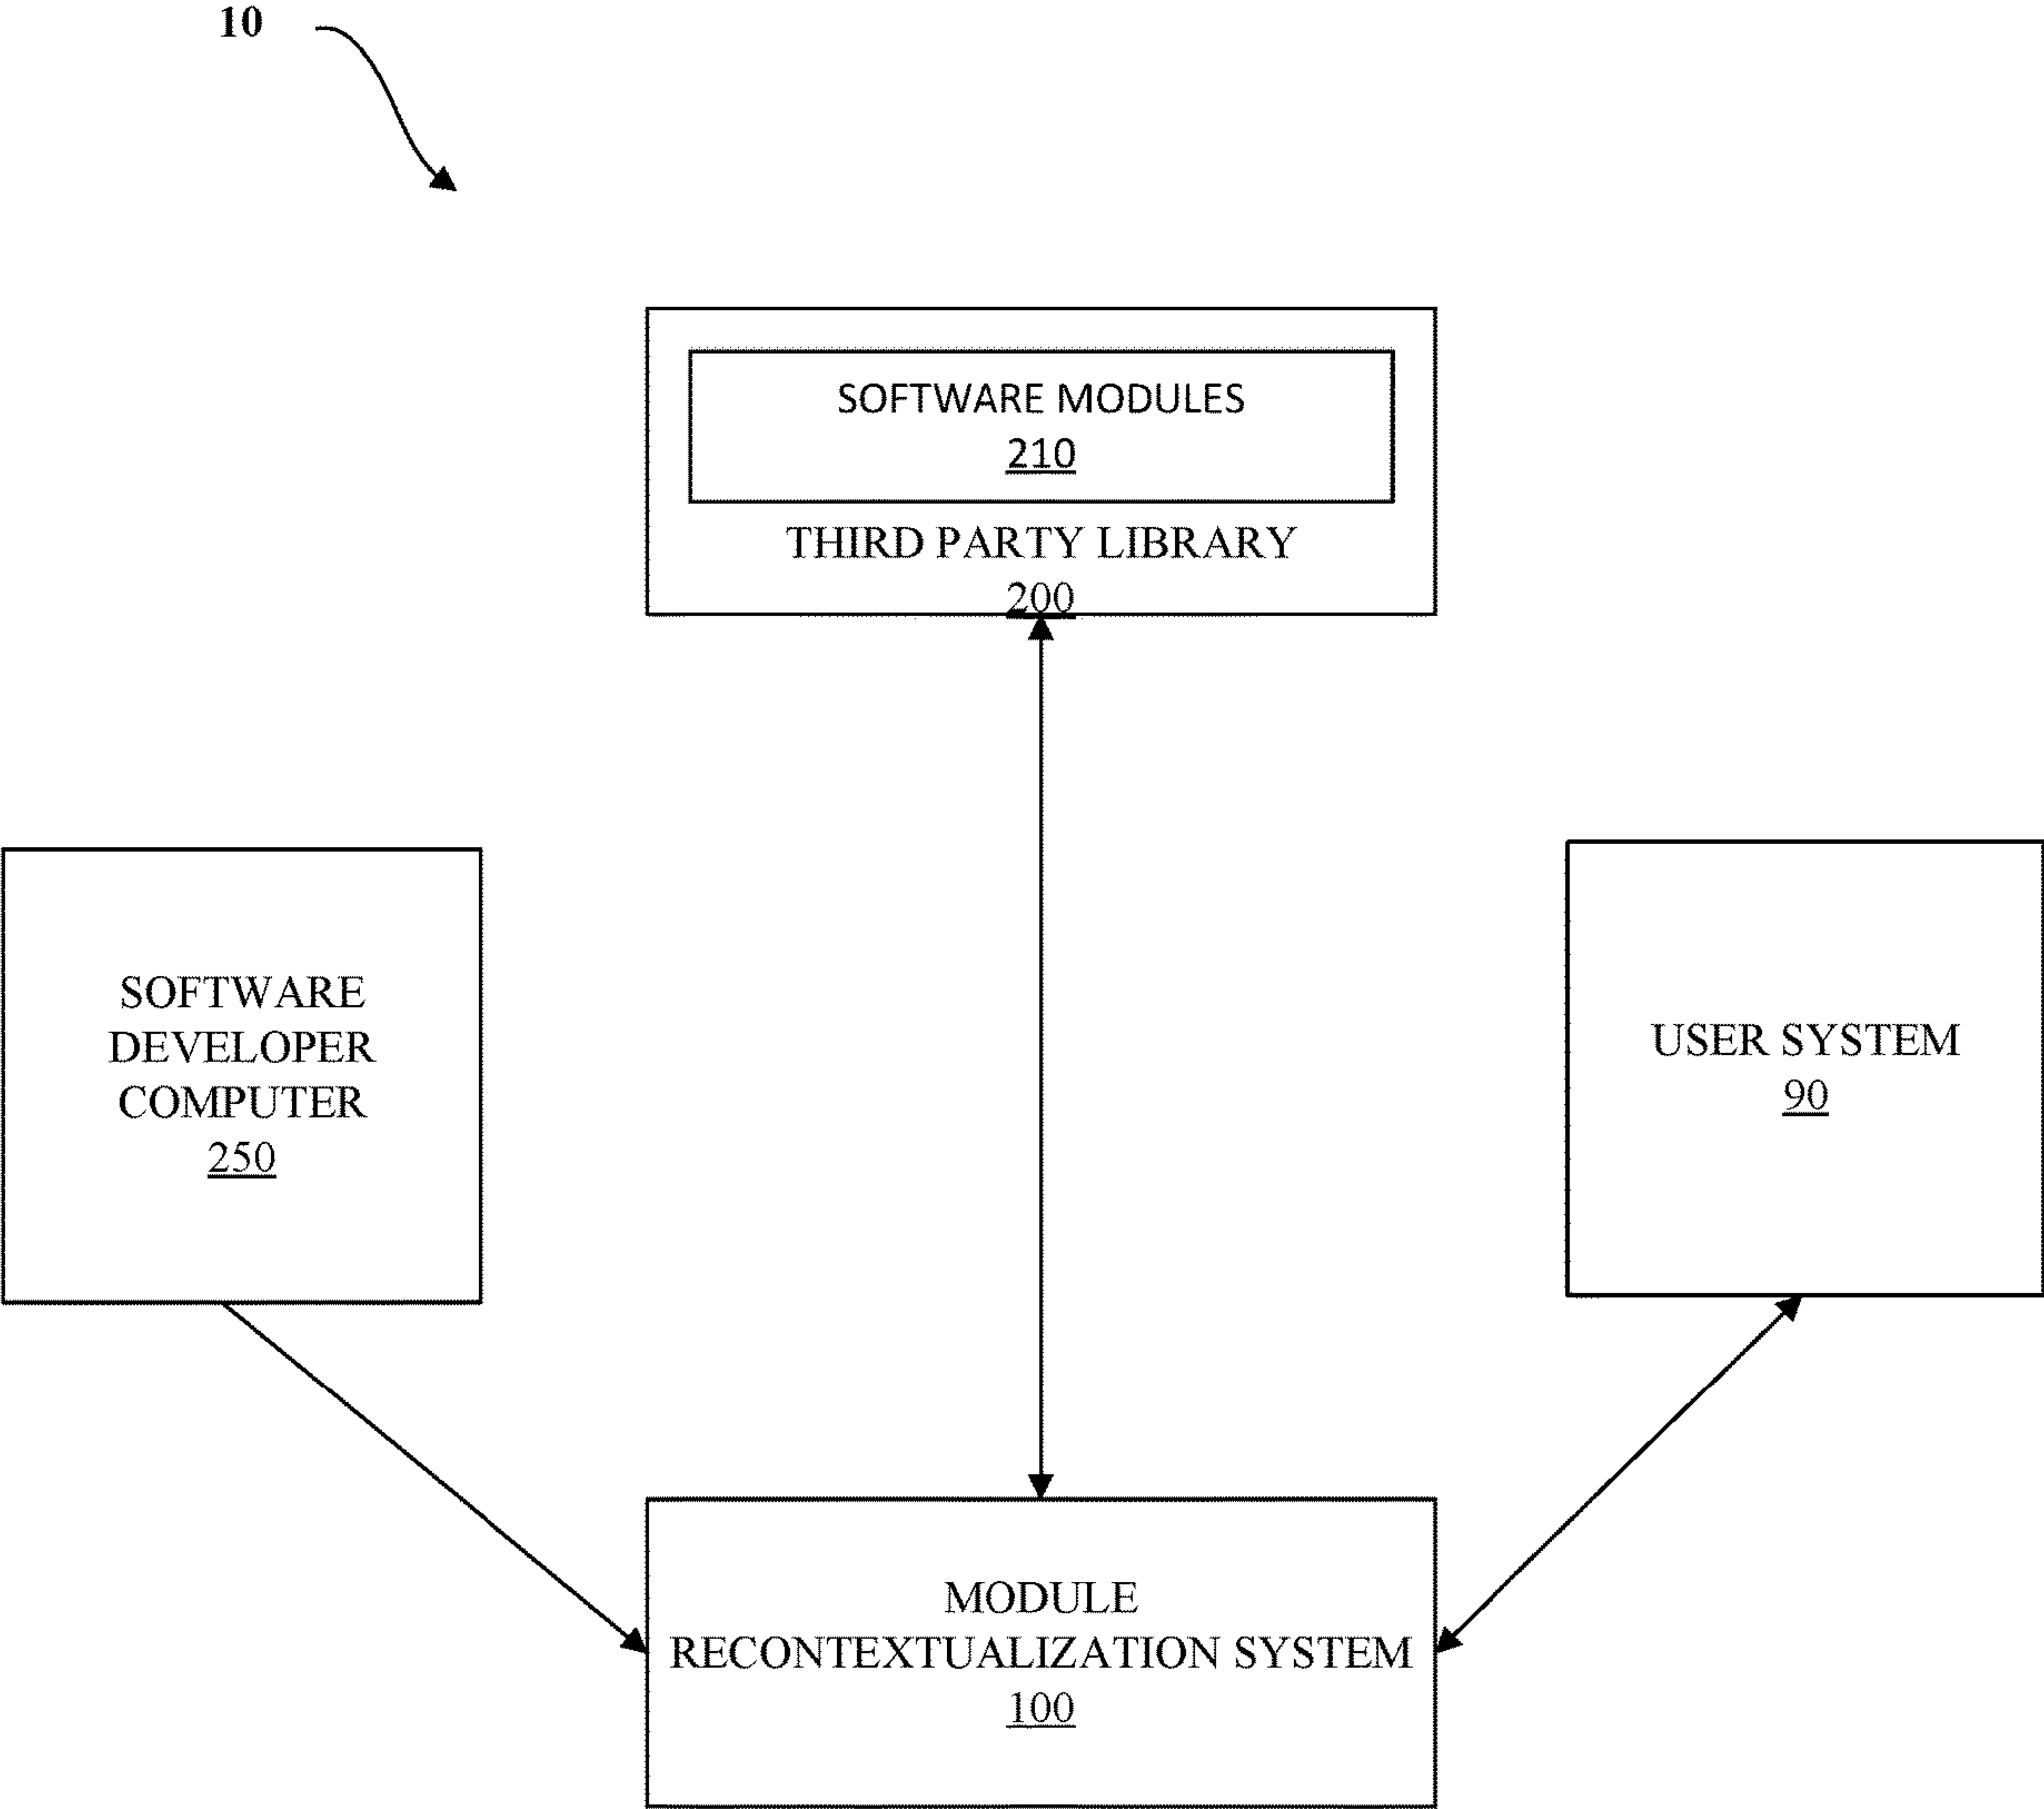 10
SOFTWARE MODULES
210
THIRD PARTY LIBRARY
200
SOFTWARE
DEVELOPER
COMPUTER
250
USER SYSTEM
90
MODULE
RECONTEXTUALIZATION SYSTEM
100